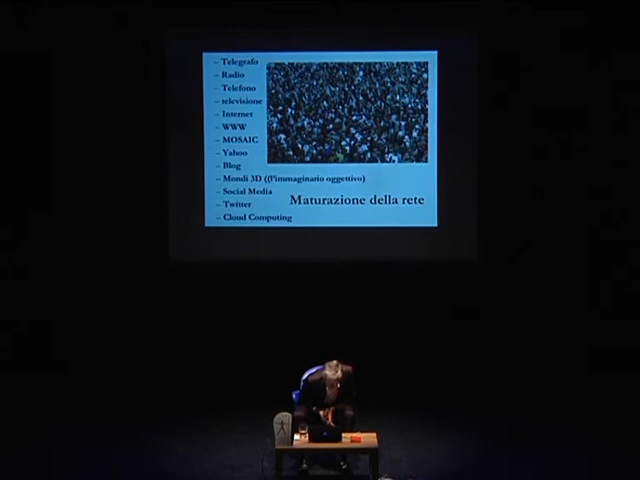 – Telegrafo
– Radio
– Telefono
– televisione
– Internet
– WWW
– MOSAIC
– Yahoo
– Blog
– Mondi 3D ((l'immaginario oggettivo)
– Social Media
– Twitter
– Cloud Computing
Maturazione della rete